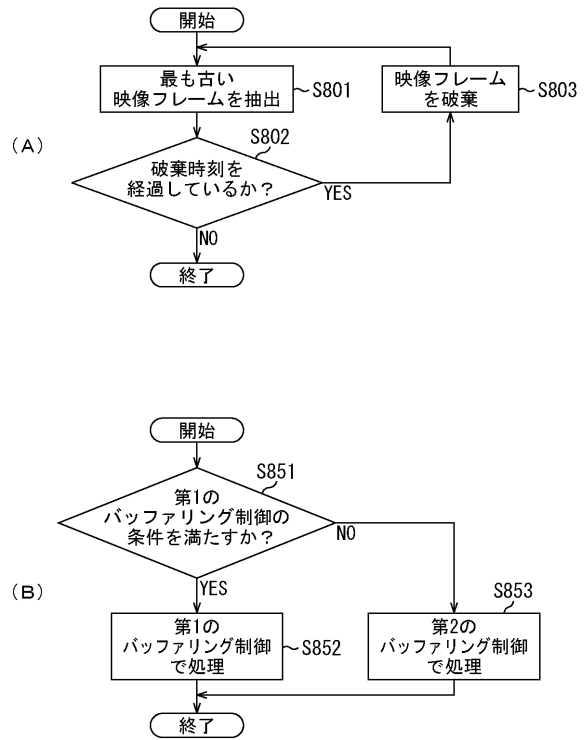 開始
最も古い
映像フレームを抽出
S801
映像フレーム
を破棄
S803
(A)
S802
破棄時刻を
経過しているか？
YES
NO
終了
開始
S851
第1の
バッファリング制御の
条件を満たすか？
NO
YES
(B)
第1の
バッファリング制御
で処理
S852
S853
第2の
バッファリング制御
で処理
終了